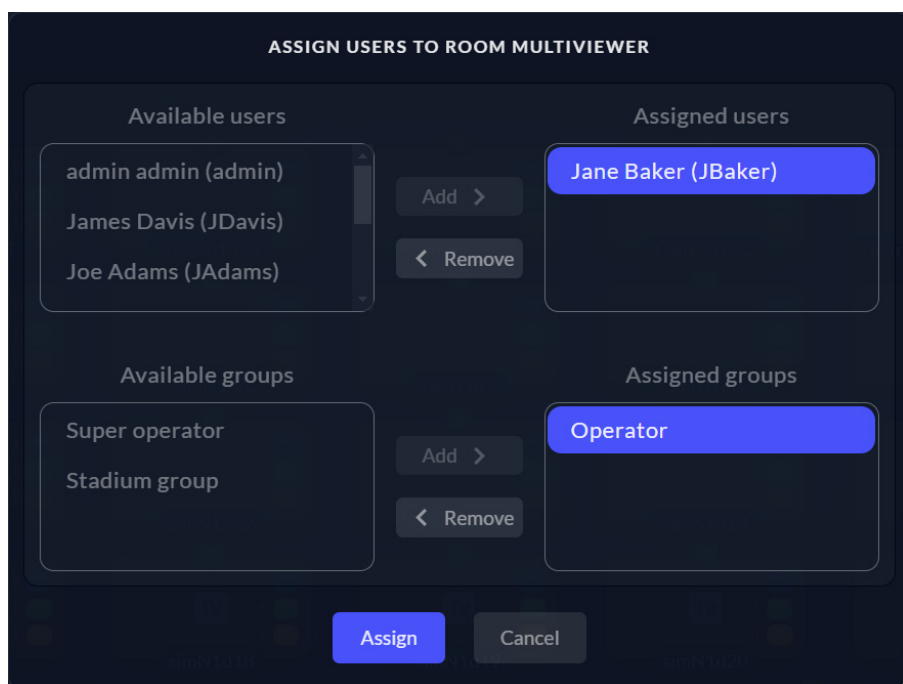 ASSIGN USERS TO ROOM MULTIVIEWER
Available users
admin admin (admin)
James Davis (JDavis)
Joe Adams (JAdams)
Add
Remove
Assigned users
Jane Baker (JBaker)
Available groups
Super operator
Stadium group
Add
Remove
Assigned groups
Operator
Assign
Cancel